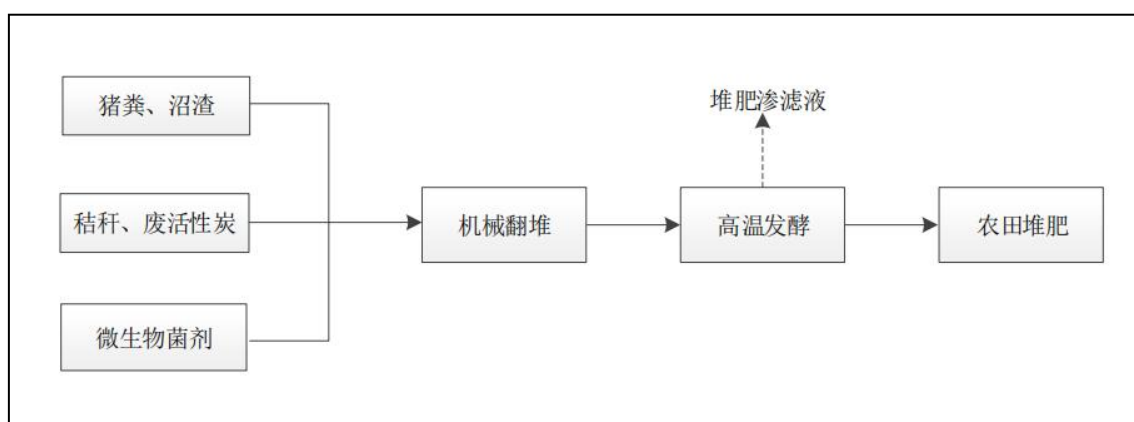 猪粪、沼渣
堆肥渗滤液
秸秆、废活性炭
机械翻堆
高温发酵
农田堆肥
微生物菌剂